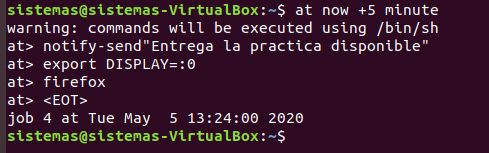 sistemas@sistemas-VirtualBox:~$ at now +5 minute
warning: commands will be executed using /bin/sh
at> notify-send"Entrega la practica disponible"
at> export DISPLAY=:0
at> firefox
at> <EOT>
job 4 at Tue May  5 13:24:00 2020
sistemas@sistemas-VirtualBox:~$